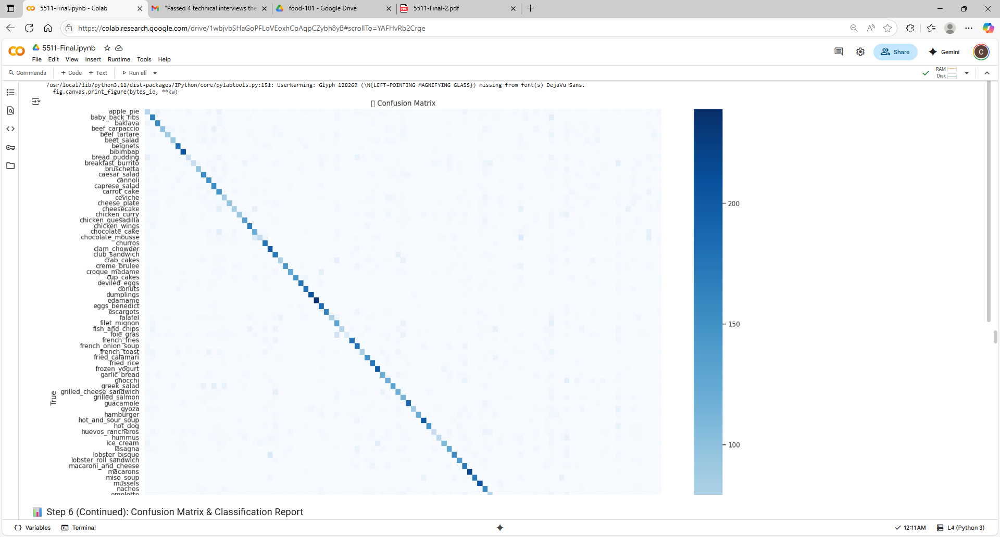 5511-Final.ipynb - Colab
"Passed 4 technical interviews the
food-101 - Google Drive
5511-Final-2.pdf
https://colab.research.google.com/drive/1wbjvbSHaGoPFLoVEoxhCpAqpCZybh8yB#scrollTo=YAFHvRb2Crge
5511-Final.ipynb
File Edit View Insert Runtime Tools Help
Share
Gemini
C
Commands + Code + Text Run all
RAM
Disk
/usr/local/lib/python3.11/dist-packages/IPython/core/pylabtools.py:151: UserWarning: Glyph 128269 (\N{LEFT-POINTING MAGNIFYING GLASS}) missing from font(s) DejaVu Sans.
fig.canvas.print_figure(bytes_io, **kw)
Confusion Matrix
apple_pie
baby_back_ribs
baklava
beef_carpaccio
beef_tartare
beet_salad
beignets
bibimbap
bread_pudding
breakfast_burrito
bruschetta
caesar_salad
cannoli
caprese_salad
carrot_cake
ceviche
cheese_plate
cheesecake
chicken_curry
chicken_quesadilla
chicken_wings
chocolate_cake
chocolate_mousse
churros
clam_chowder
club_sandwich
crab_cakes
creme_brulee
croque_madame
cup_cakes
deviled_eggs
donuts
dumplings
edamame
eggs_benedict
escargots
falafel
filet_mignon
fish_and_chips
foie_gras
french_fries
french_onion_soup
french_toast
fried_calamari
fried_rice
frozen_yogurt
garlic_bread
gnocchi
greek_salad
grilled_cheese_sandwich
grilled_salmon
guacamole
gyoza
hamburger
hot_and_sour_soup
hot_dog
huevos_rancheros
hummus
ice_cream
lasagna
lobster_bisque
lobster_roll_sandwich
macaroni_and_cheese
macarons
miso_soup
mussels
nachos
omelette
True
200
150
100
Step 6 (Continued): Confusion Matrix & Classification Report
Variables
Terminal
12:11 AM
L4 (Python 3)